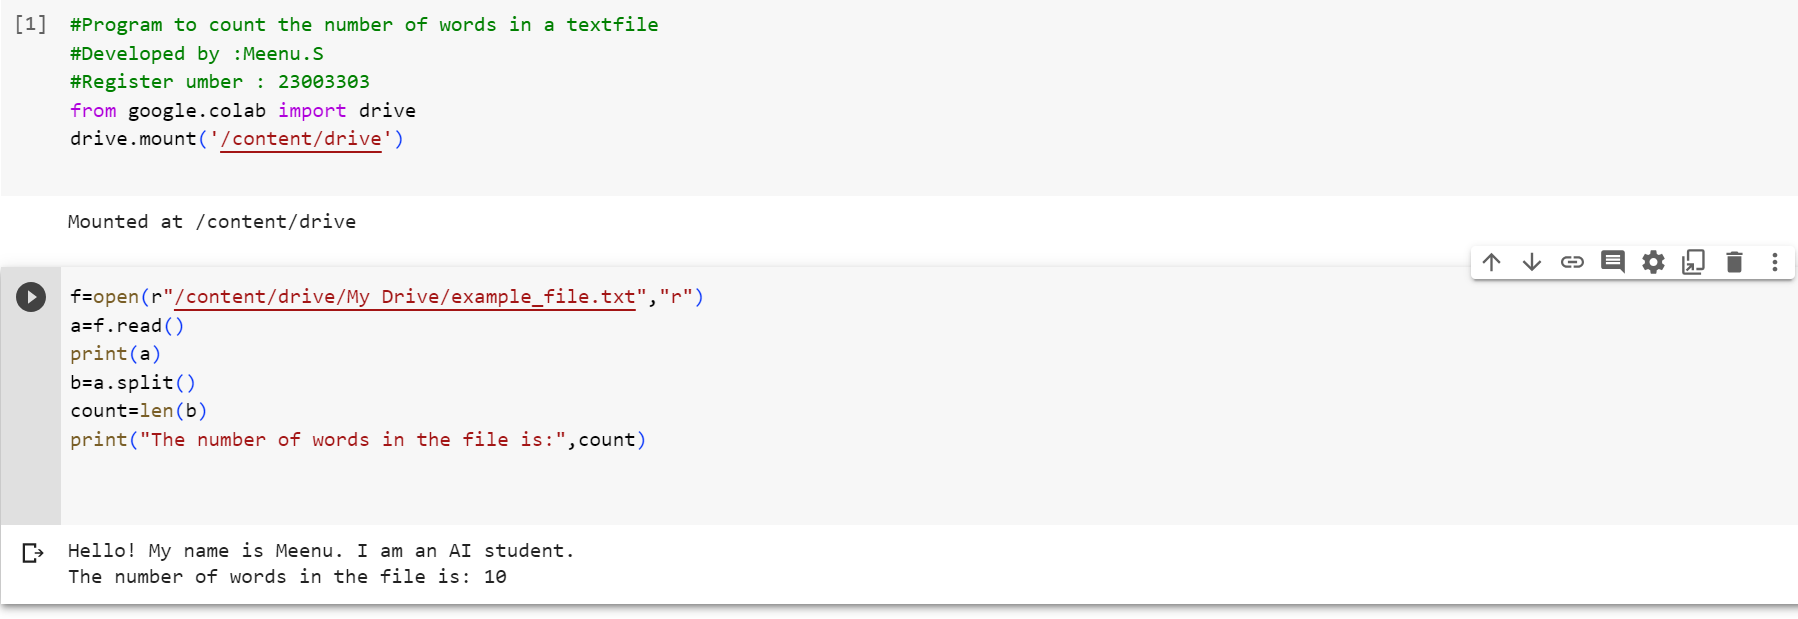 [1]
#Program to count the number of words in a textfile
#Developed by :Meenu.S
#Register umber : 23003303
from google.colab import drive
drive.mount('/content/drive')
Mounted at /content/drive
f=open(r"/content/drive/My Drive/example_file.txt","r")
a=f.read()
print(a)
b=a.split()
count=len(b)
print("The number of words in the file is:",count)
Hello! My name is Meenu. I am an AI student.
The number of words in the file is: 10